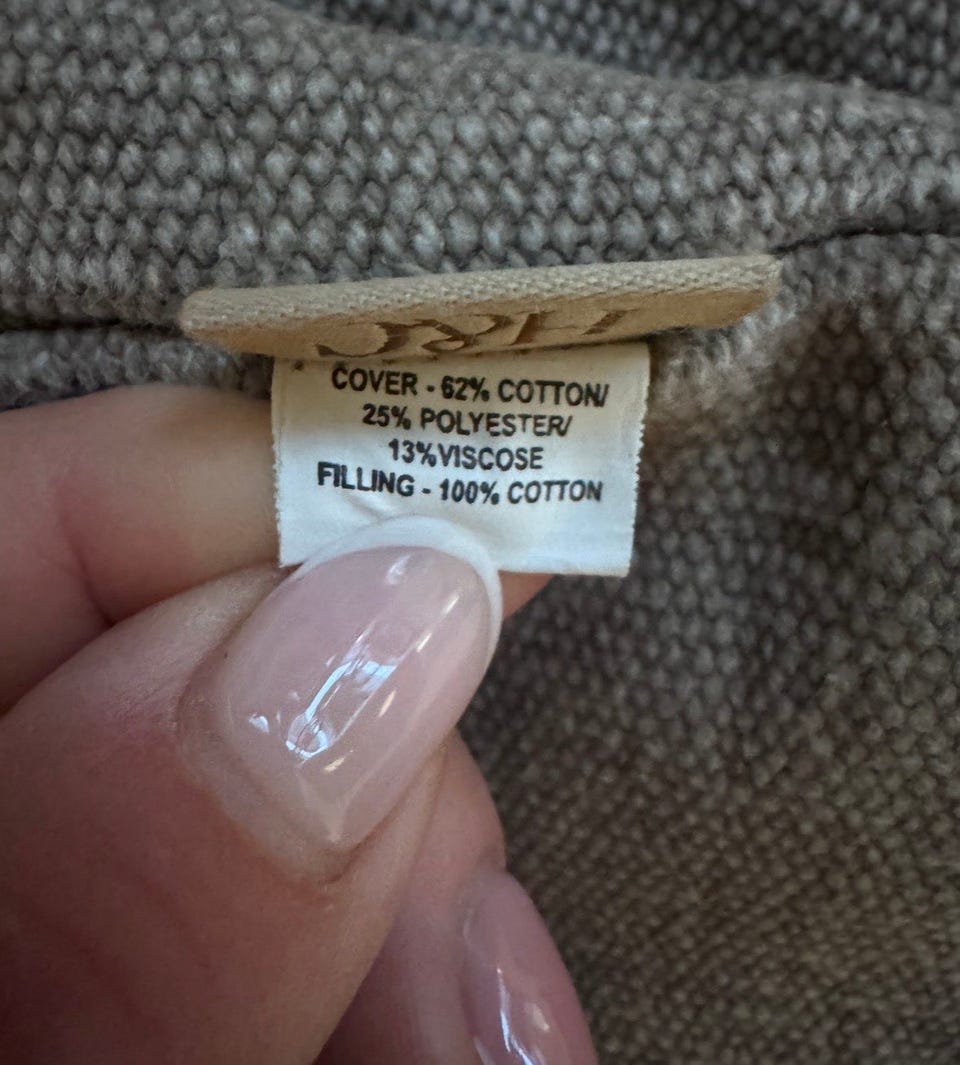 COVER - 62% COTTON/
25% POLYESTER/
13%VISCOSE
FILLING - 100% COTTON